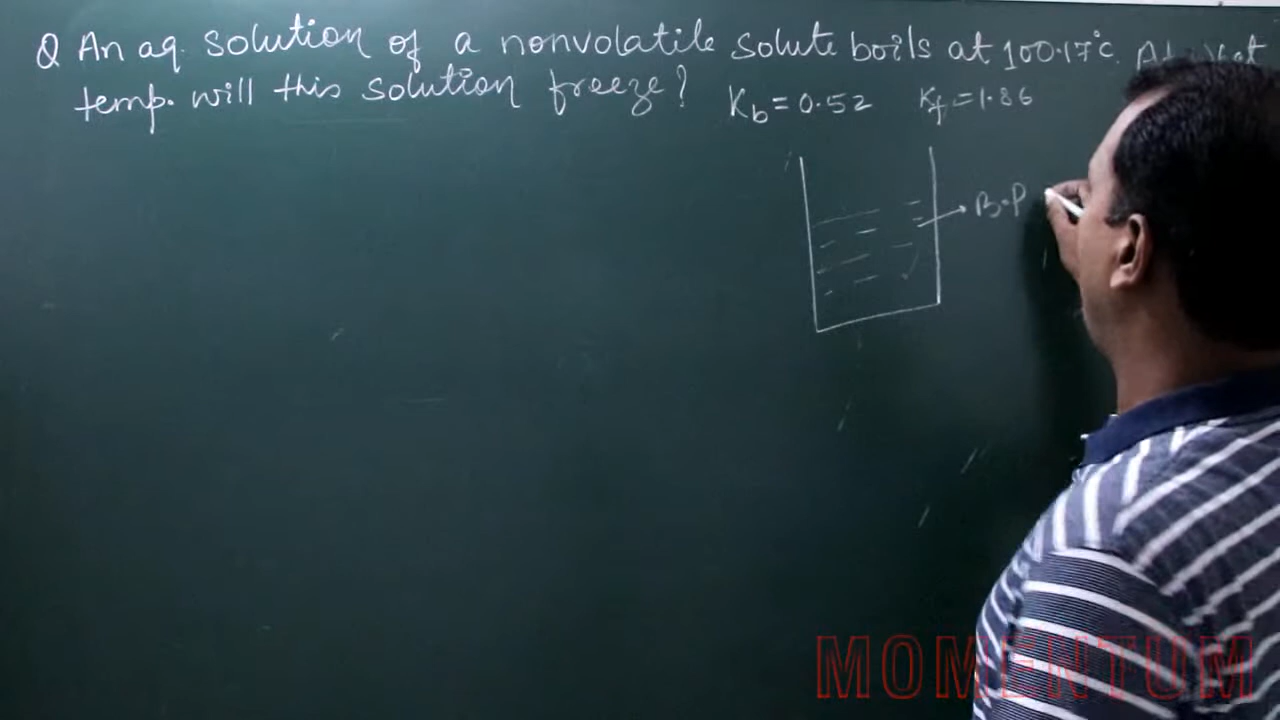 Q An aq. solution of a nonvolatile solute boils at 100.17°C. At
temp. will this solution freeze? Kb = 0.52 Kf = 1.86
B.P
MOMENTUM